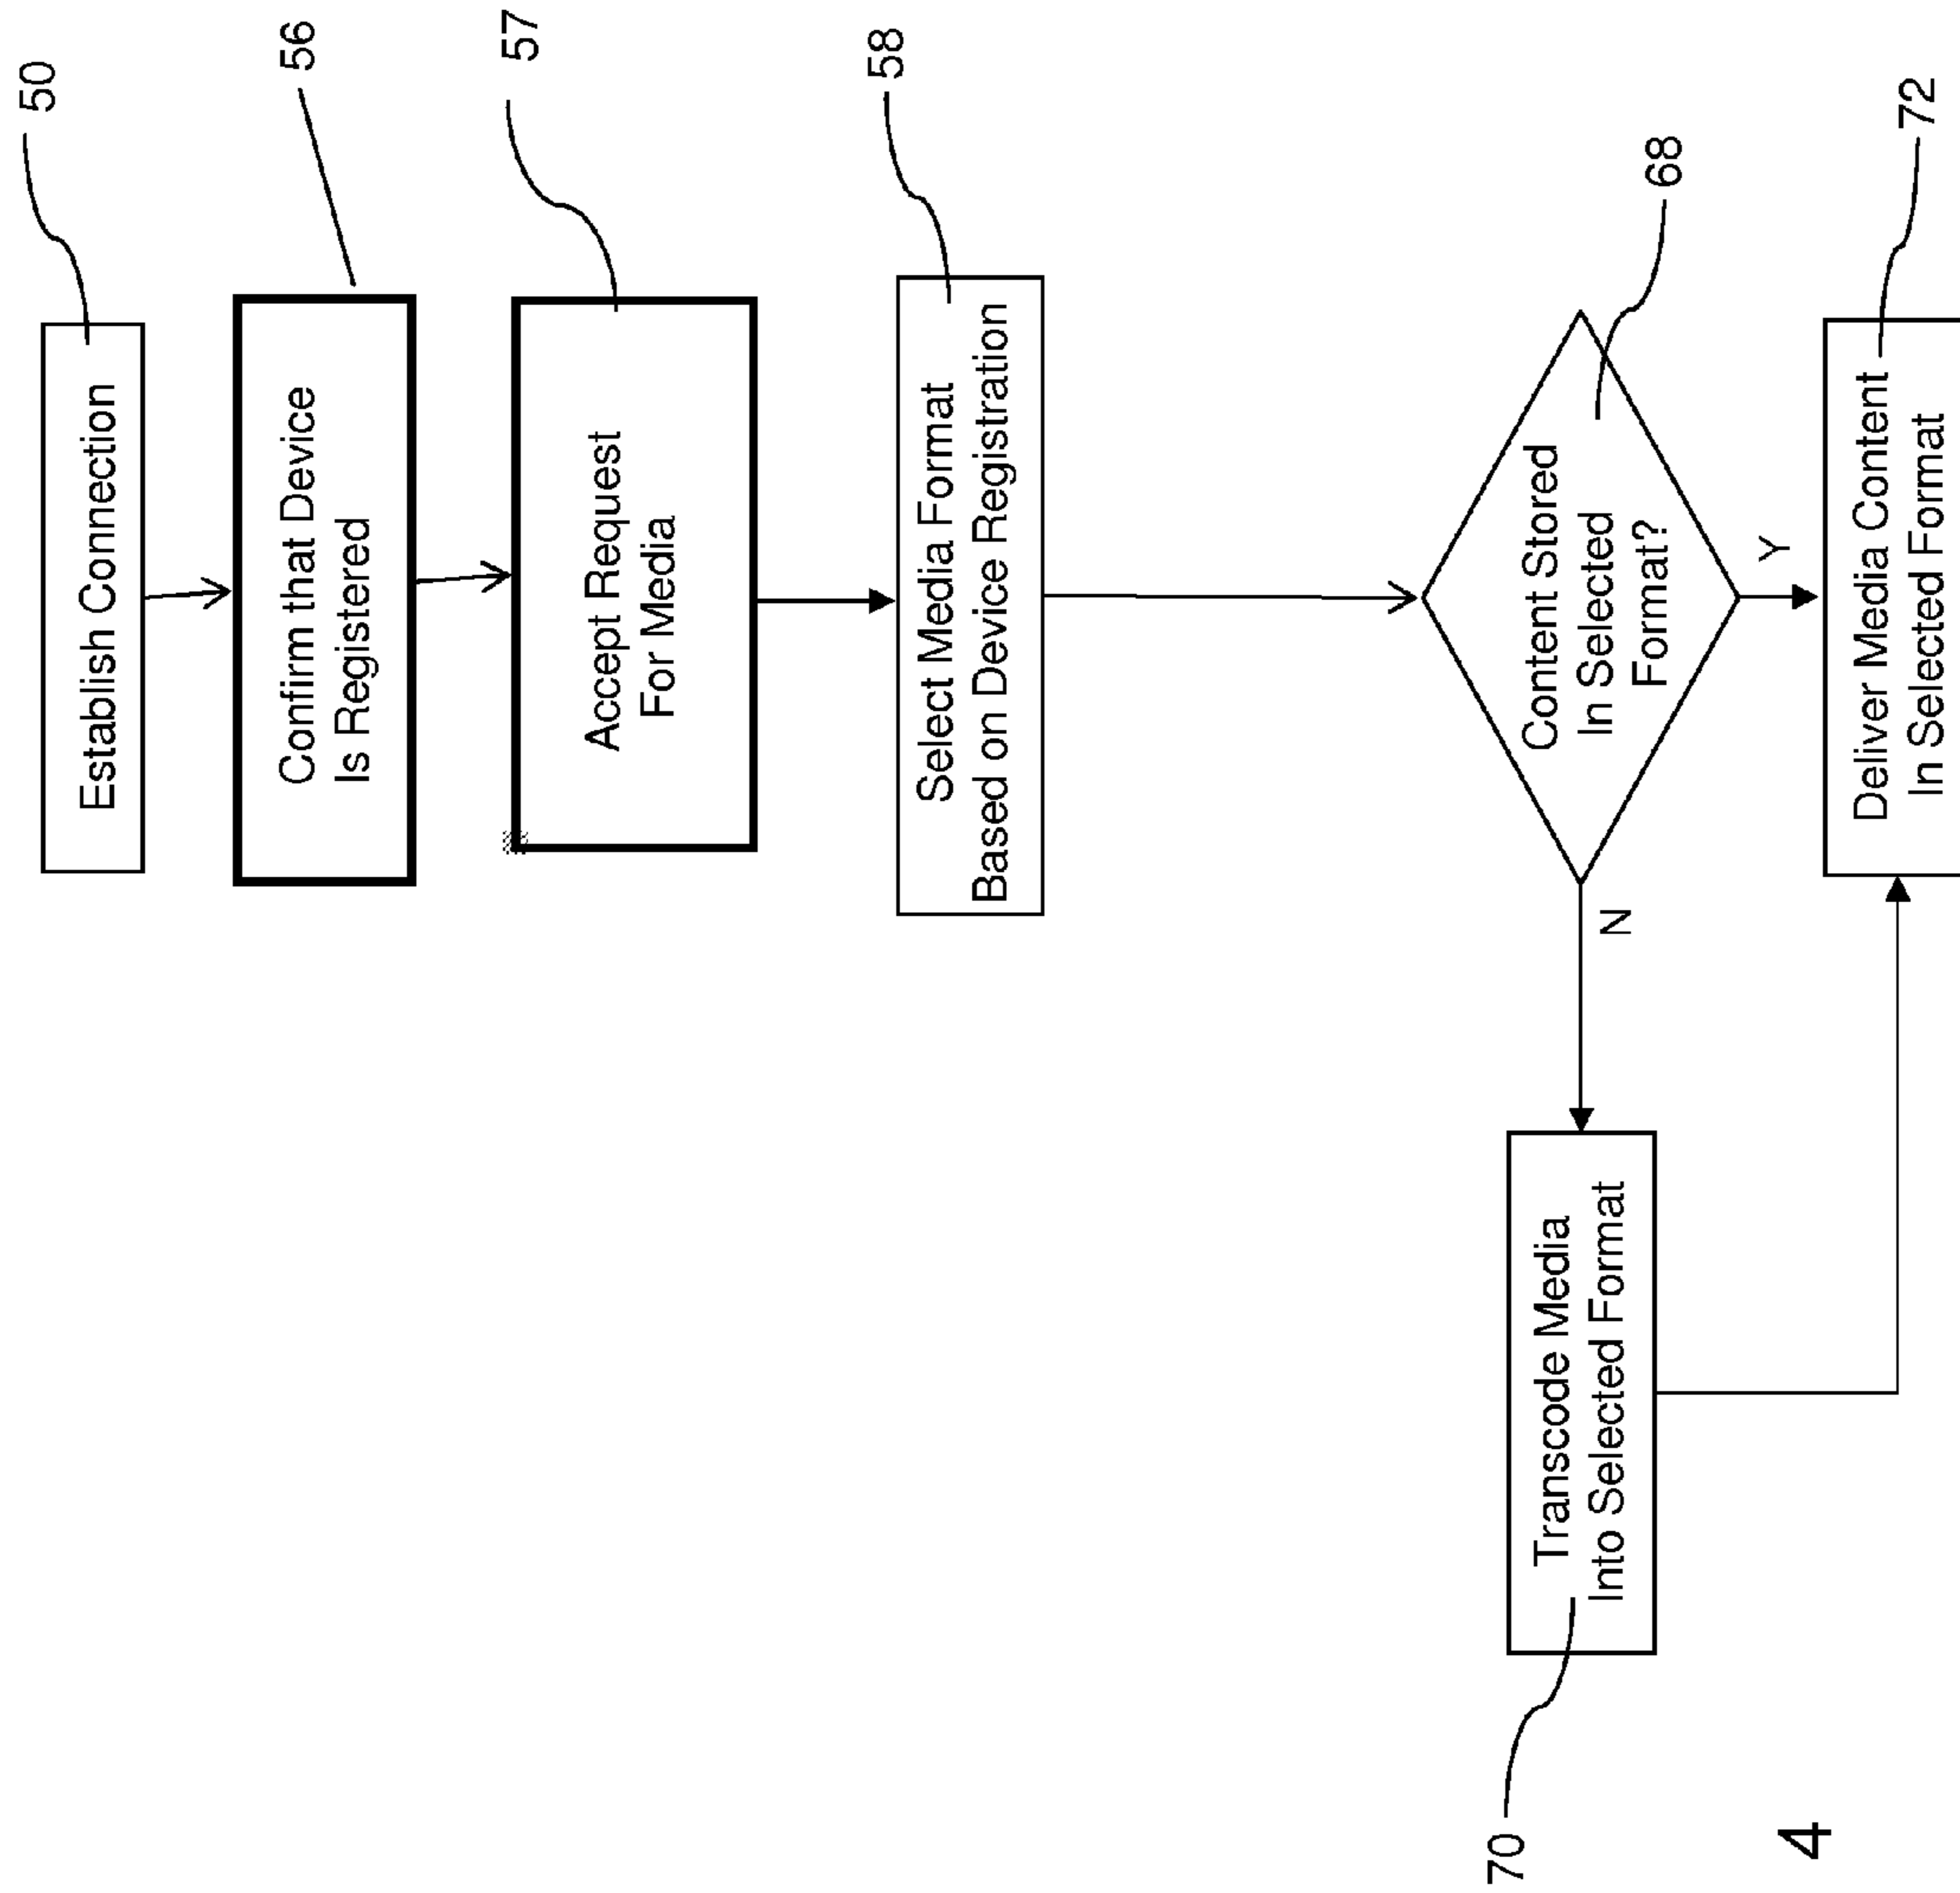 50
Establish Connection
56
Confirm that Device
Is Registered
57
Accept Request
For Media
58
Select Media Format
Based on Device Registration
68
Content Stored
In Selected
Format?
N
Y
70
Transcode Media
Into Selected Format
72
Deliver Media Content
In Selected Format
4